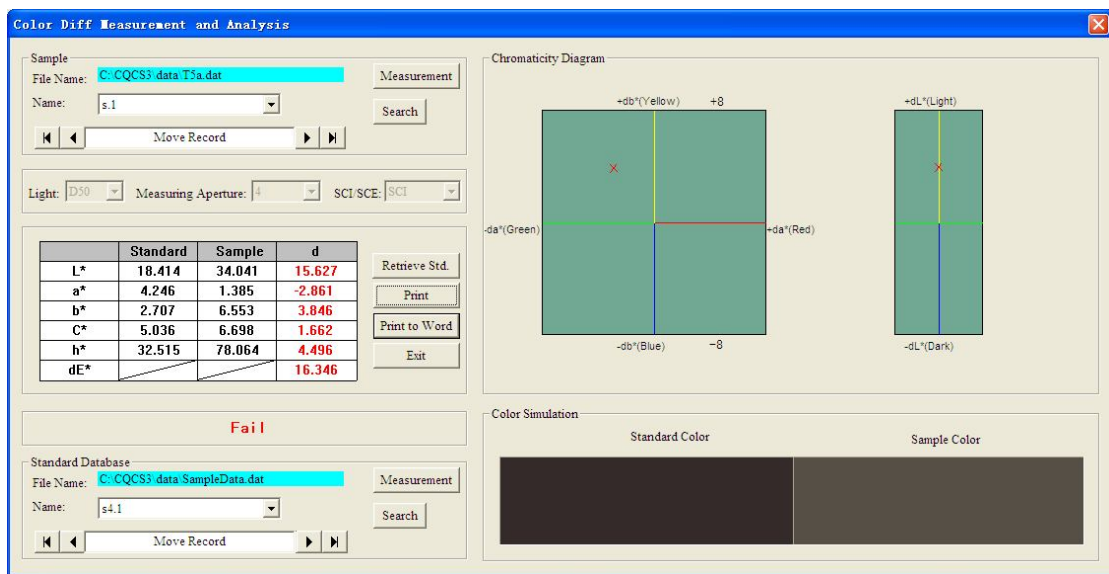 Color Diff Measurement and Analysis
Sample
File Name: C:\CQCS3\data\T5a.dat
Measurement
Name: s.1
Search
Move Record
Light: D50 Measuring Aperture: 4 SCI/SCE: SCI
Standard Sample d
L* 18.414 34.041 15.627
a* 4.246 1.385 -2.861
b* 2.707 6.553 3.846
C* 5.036 6.698 1.662
h* 32.515 78.064 4.496
dE* 16.346
Retrieve Std.
Print
Print to Word
Exit
Fail
Standard Database
File Name: C:\CQCS3\data\SampleData.dat
Measurement
Name: s4.1
Search
Move Record
Chromaticity Diagram
+db*(Yellow) +8
-da*(Green)
+da*(Red)
-db*(Blue) -8
+dL*(Light)
-dL*(Dark)
Color Simulation
Standard Color
Sample Color